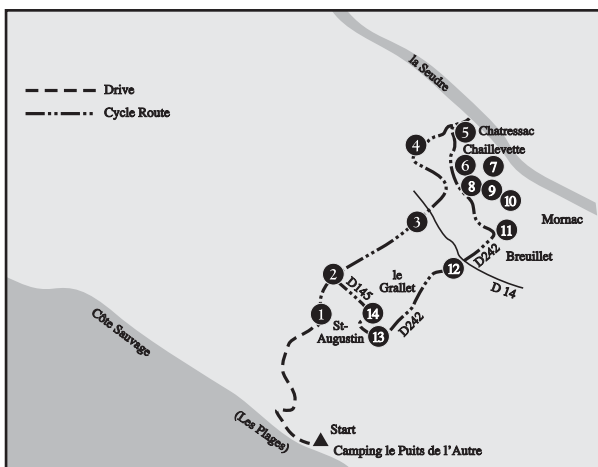 la Seudre
Drive
Cycle Route
5
Chatressac
4
Chaillevette
6
7
8
9
10
3
Mornac
11
D242
Breuillet
12
2
le
Grallet
D 14
D145
1
14
St-
Augustin
13
D242
Côte Sauvage
(Les Plages)
Start
Camping le Puits de l’Autre